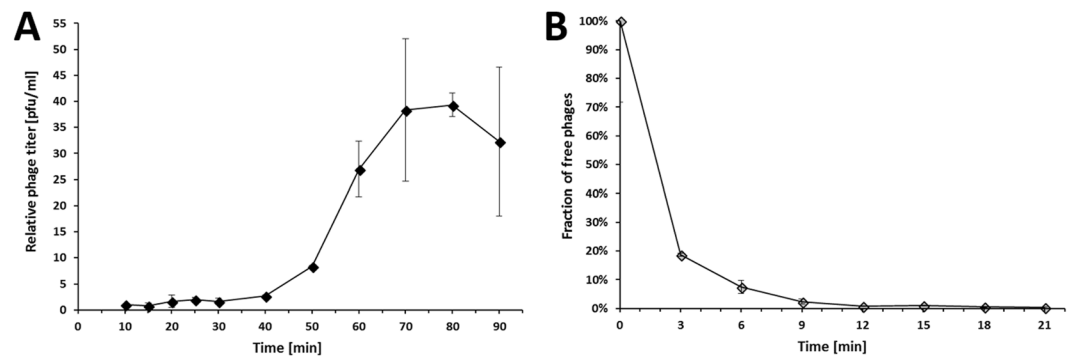 A
Relative phage titer [pfu/ml]
55
50
45
40
35
30
25
20
15
10
5
0
0 10 20 30 40 50 60 70 80 90
Time [min]
B
Fraction of free phages
100%
90%
80%
70%
60%
50%
40%
30%
20%
10%
0%
0 3 6 9 12 15 18 21
Time [min]